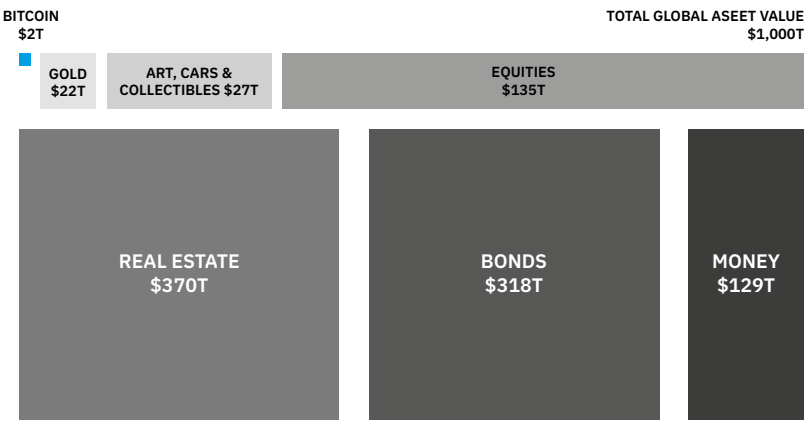 BITCOIN
$2T
TOTAL GLOBAL ASEET VALUE
$1,000T
GOLD
$22T
ART, CARS &
COLLECTIBLES $27T
EQUITIES
$135T
REAL ESTATE
$370T
BONDS
$318T
MONEY
$129T